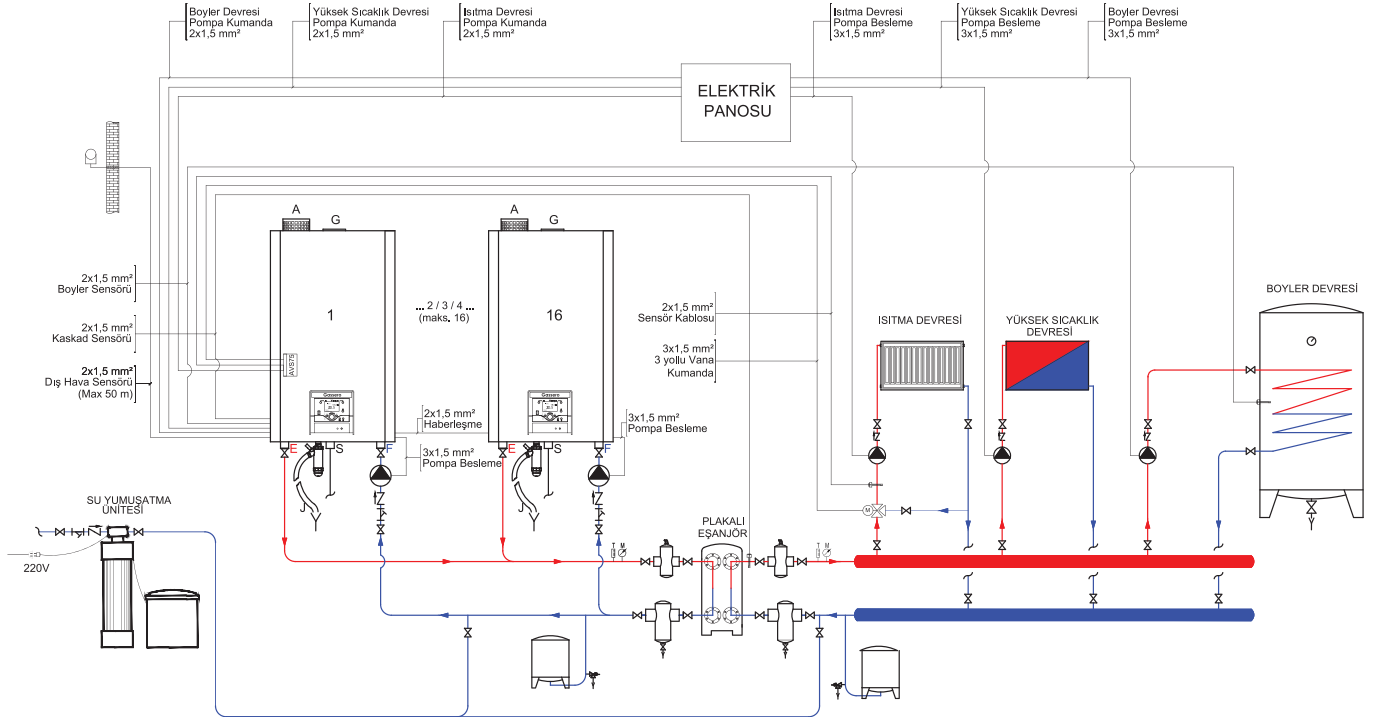 Boyler Devresi
Pompa Kumanda
2x1,5 mm²
Yüksek Sıcaklık Devresi
Pompa Kumanda
2x1,5 mm²
Isıtma Devresi
Pompa Kumanda
2x1,5 mm²
Isıtma Devresi
Pompa Besleme
3x1,5 mm²
Yüksek Sıcaklık Devresi
Pompa Besleme
3x1,5 mm²
Boyler Devresi
Pompa Besleme
3x1,5 mm²
ELEKTRİK
PANOSU
A
G
A
G
2x1,5 mm²
Boyler Sensörü
2x1,5 mm²
Kaskad Sensörü
2x1,5 mm²
Dış Hava Sensörü
(Max 50 m)
1
AVS75
Gassero
... 2 / 3 / 4 ...
(maks. 16)
16
Gassero
2x1,5 mm²
Sensör Kablosu
3x1,5 mm²
3 yollu Vana
Kumanda
ISITMA DEVRESİ
YÜKSEK SICAKLIK
DEVRESİ
BOYLER DEVRESİ
2x1,5 mm²
Haberleşme
3x1,5 mm²
Pompa Besleme
3x1,5 mm²
Pompa Besleme
E
S
F
E
S
F
SU YUMUŞATMA
ÜNİTESİ
220V
PLAKALI
EŞANJÖR
M
T
M
T
M